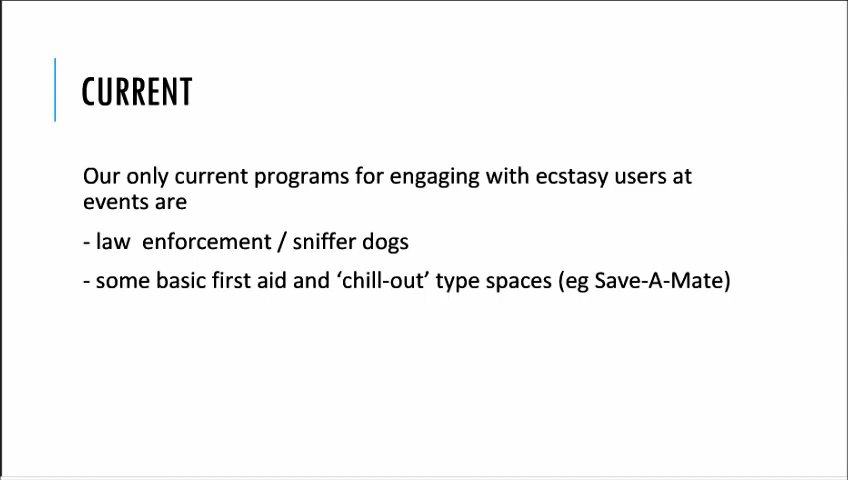 CURRENT
Our only current programs for engaging with ecstasy users at
events are
- law  enforcement / sniffer dogs
- some basic first aid and ‘chill-out’ type spaces (eg Save-A-Mate)